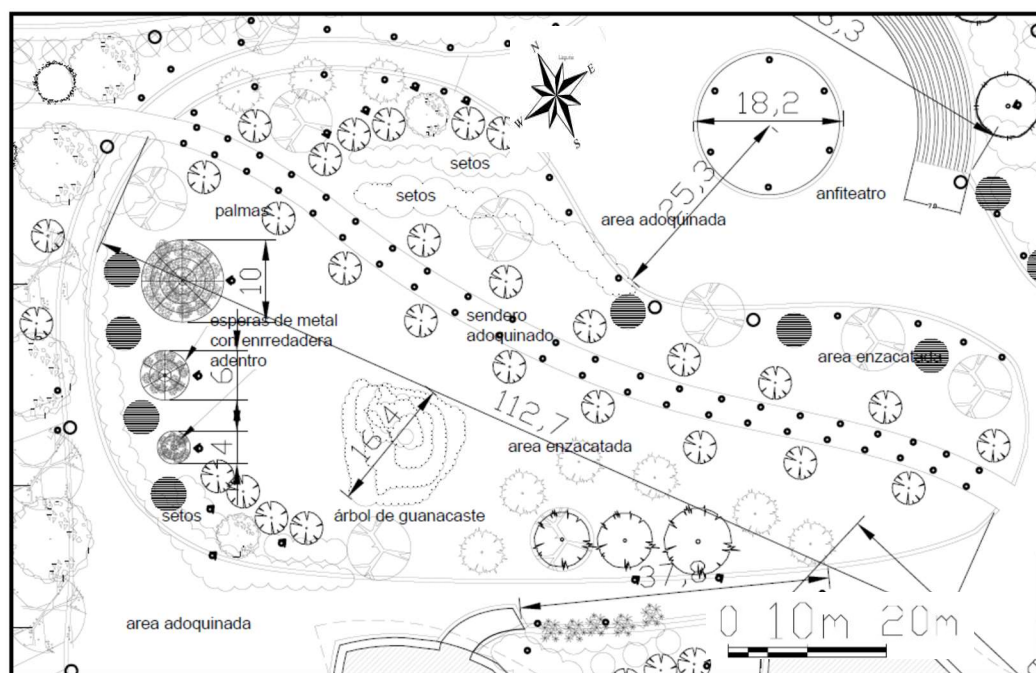 N
Laguna
E
W
S
18,2
setos
setos
palmas
25,3
area adoquinada
anfiteatro
10
esperas de metal
con enrredadera
adentro
sendero
adoquinado
area enzacatada
6
112,7
16,4
4
area enzacatada
setos
árbol de guanacaste
37,8
area adoquinada
0 10m 20m